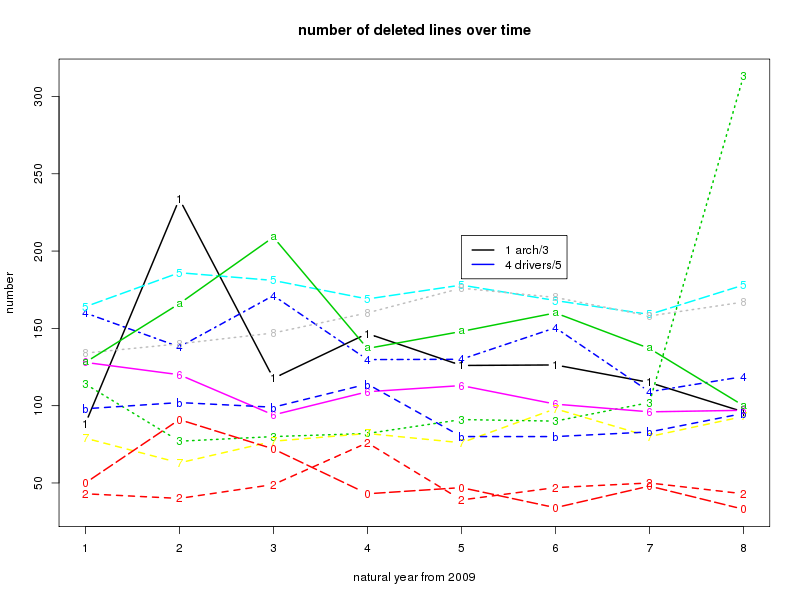 number of deleted lines over time
number
300
250
200
150
100
50
1 arch/3
4 drivers/5
1 2 3 4 5 6 7 8
natural year from 2009